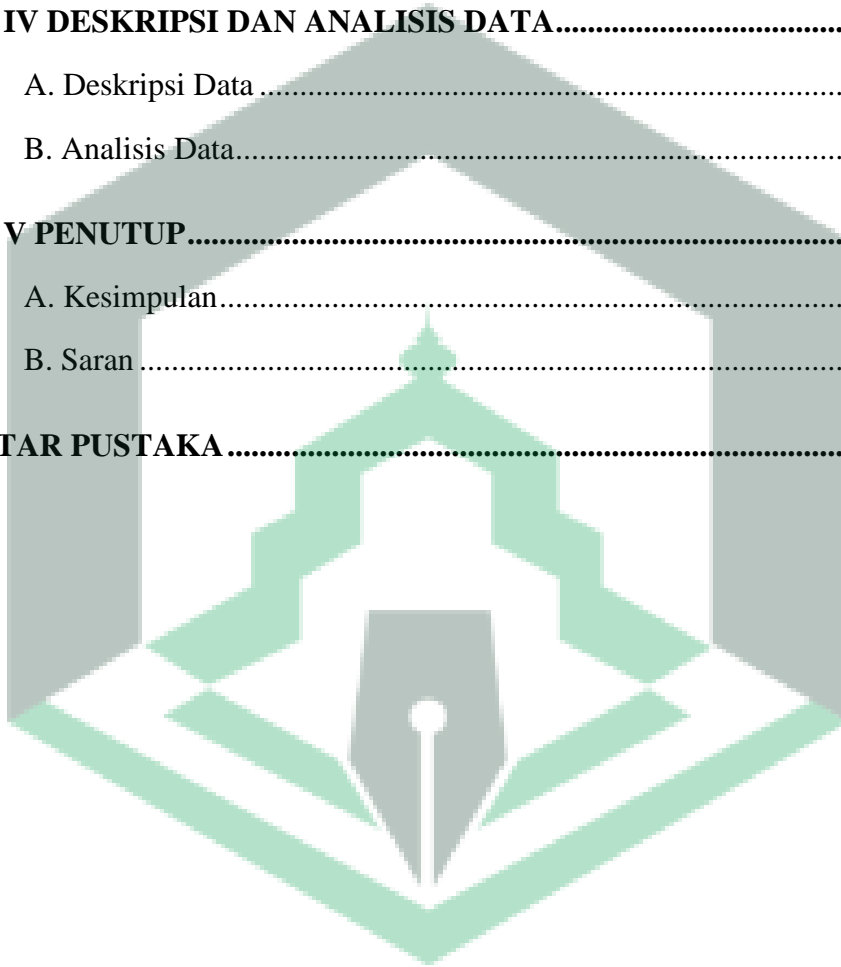 IV DESKRIPSI DAN ANALISIS DATA....................................
A. Deskripsi Data ..........................................................................
B. Analisis Data.............................................................................
V PENUTUP...................................................................................
A. Kesimpulan...............................................................................
B. Saran .........................................................................................
TAR PUSTAKA .............................................................................